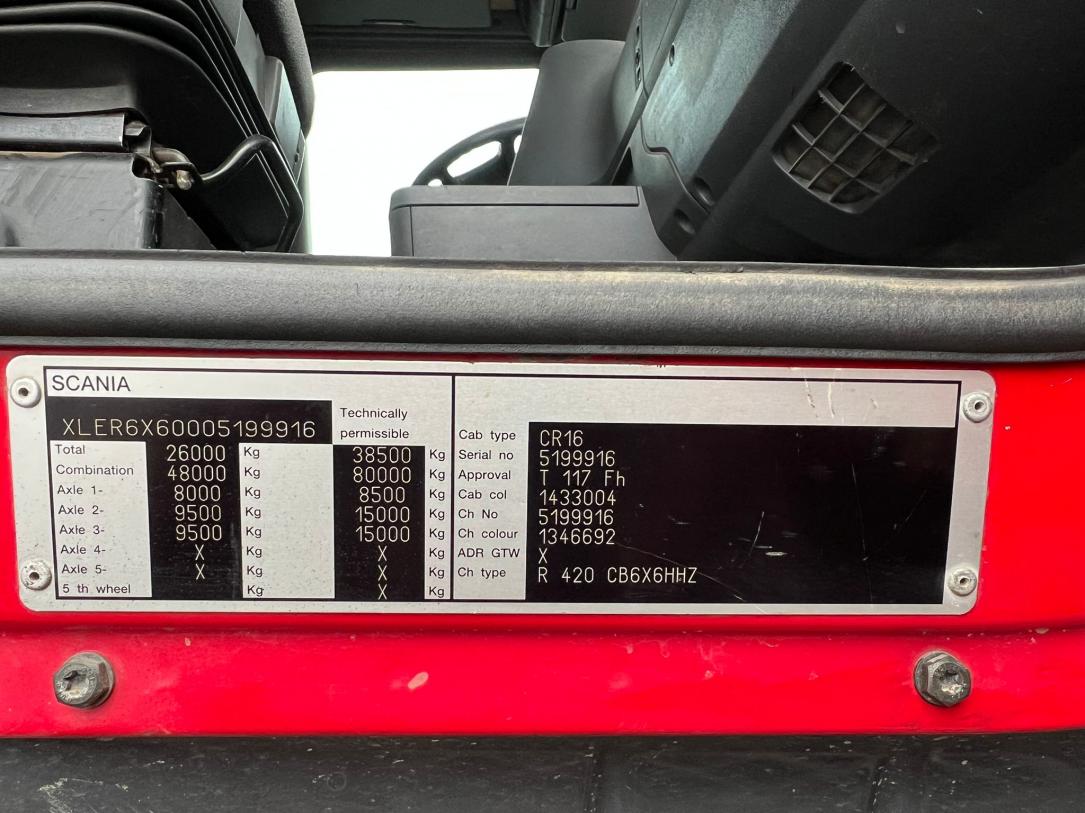 SCANIA
XLER6X60005199916
Technically
permissible
Total 26000 Kg 38500 Kg
Combination 48000 Kg 80000 Kg
Axle 1- 8000 Kg 8500 Kg
Axle 2- 9500 Kg 15000 Kg
Axle 3- 9500 Kg 15000 Kg
Axle 4- X Kg X Kg
Axle 5- X Kg X Kg
5 th wheel Kg X Kg
Cab type CR16
Serial no 5199916
Approval T 117 Fh
Cab col 1433004
Ch No 5199916
Ch colour 1346692
ADR GTW X
Ch type R 420 CB6X6HHZ